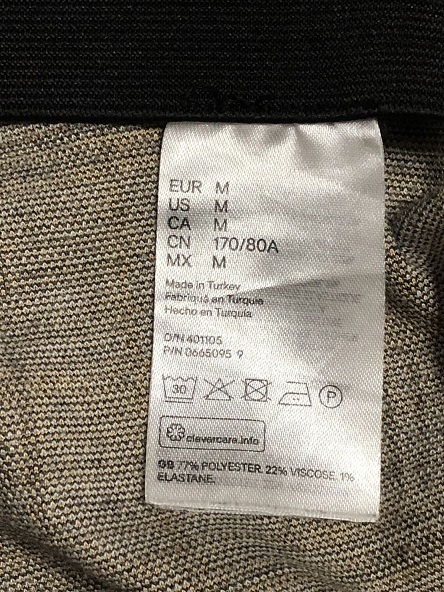 EUR M
US M
CA M
CN 170/80A
MX M
Made in Turkey
Fabriqué en Turquie
Hecho en Turquía
O/N 401105
P/N 0665095 9
30 P
clevercare.info
GB 77% POLYESTER. 22% VISCOSE. 1%
ELASTANE.